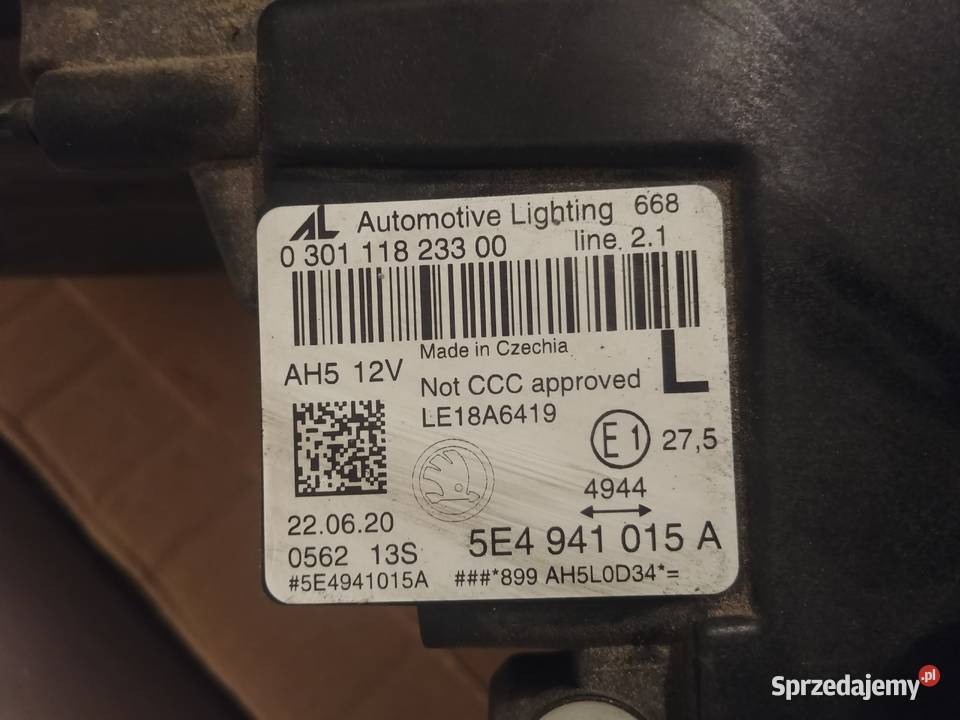 AL Automotive Lighting 668
0 301 118 233 00 line. 2.1
Made in Czechia
AH5 12V
Not CCC approved
L
LE18A6419
E1 27,5
4944
22.06.20
5E4 941 015 A
0562 13S
#5E4941015A ###*899 AH5L0D34*=
Sprzedajemy.pl